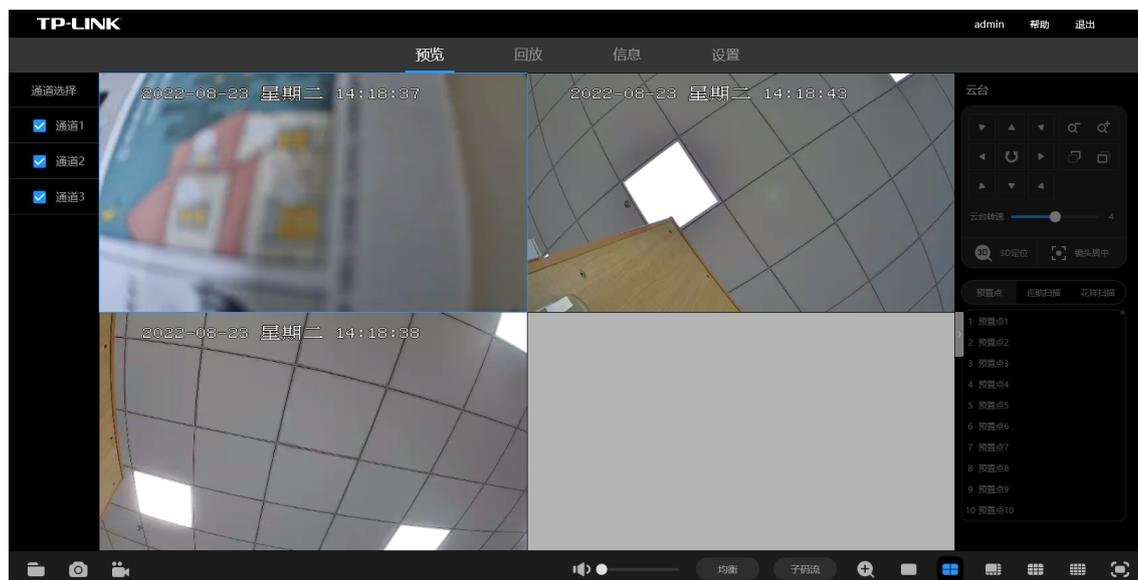 TP-LINK
admin 帮助 退出
预览 回放 信息 设置
通道选择
通道1
通道2
通道3
2022-08-23 星期二 14:18:37
2022-08-23 星期二 14:18:43
2022-08-23 星期二 14:18:38
云台
云台转速 4
3D 3D定位 镜头居中
预置点 巡航扫描 花样扫描
1 预置点1
2 预置点2
3 预置点3
4 预置点4
5 预置点5
6 预置点6
7 预置点7
8 预置点8
9 预置点9
10 预置点10
均衡 子码流